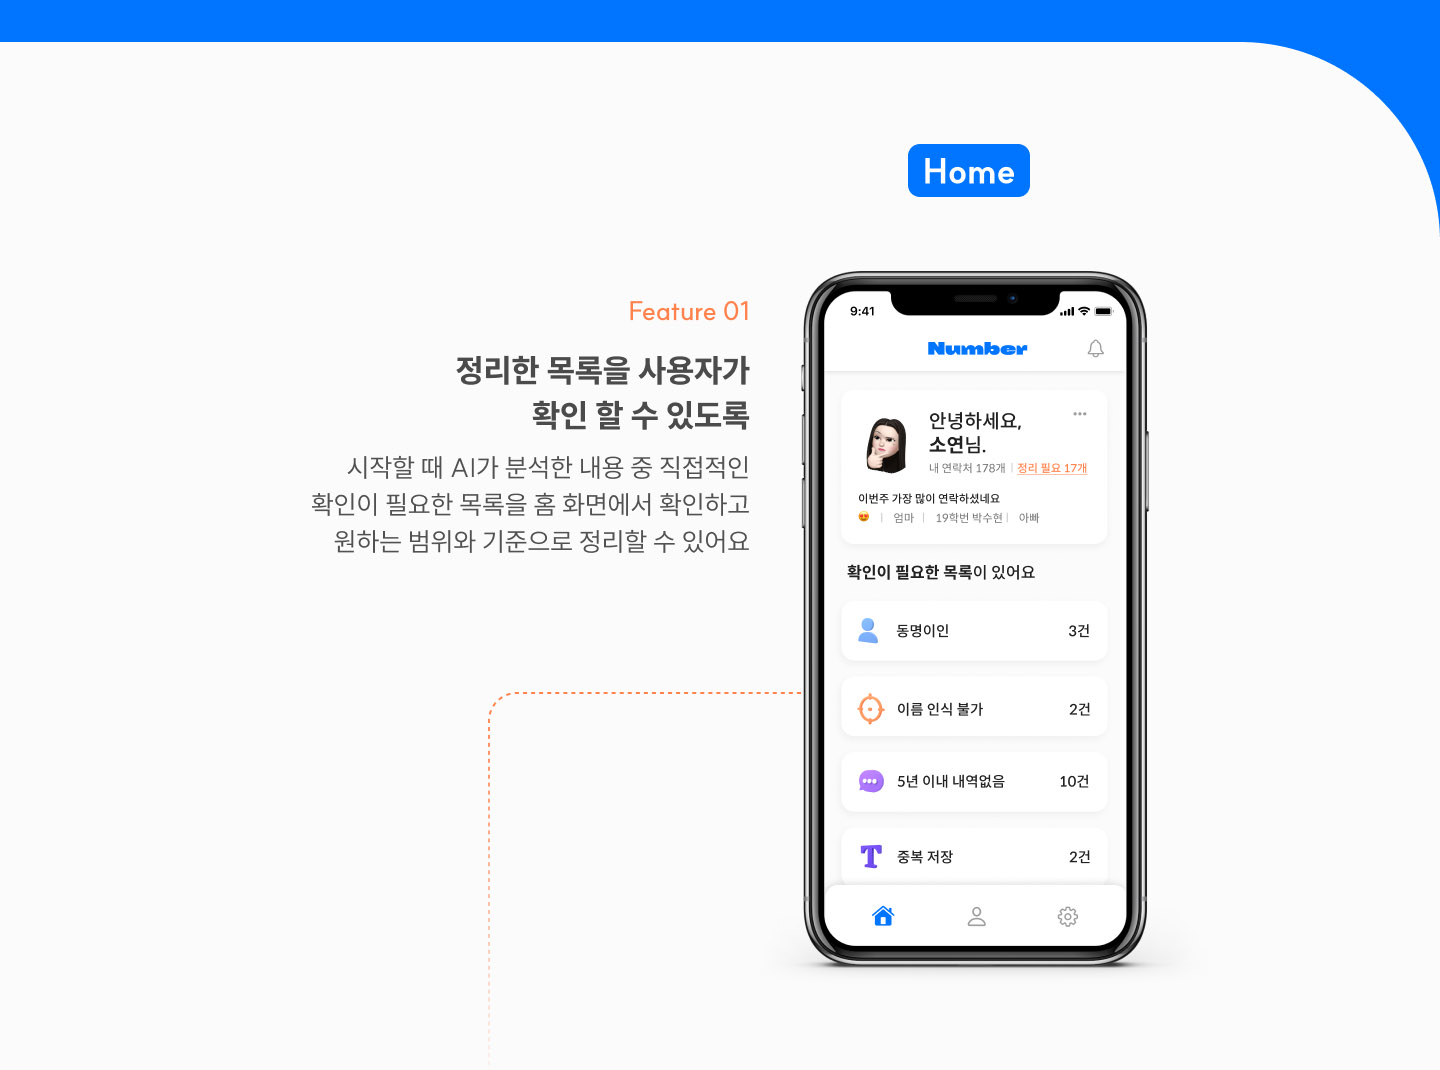 Home
Feature 01
정리한 목록을 사용자가
확인 할 수 있도록
시작할 때 AI가 분석한 내용 중 직접적인
확인이 필요한 목록을 홈 화면에서 확인하고
원하는 범위와 기준으로 정리할 수 있어요
9:41
Number
안녕하세요,
소연님.
내 연락처 178개 | 정리 필요 17개
이번주 가장 많이 연락하셨네요
😍 | 엄마 | 19학번 박수현 | 아빠
확인이 필요한 목록이 있어요
동명이인 3건
이름 인식 불가 2건
5년 이내 내역없음 10건
중복 저장 2건